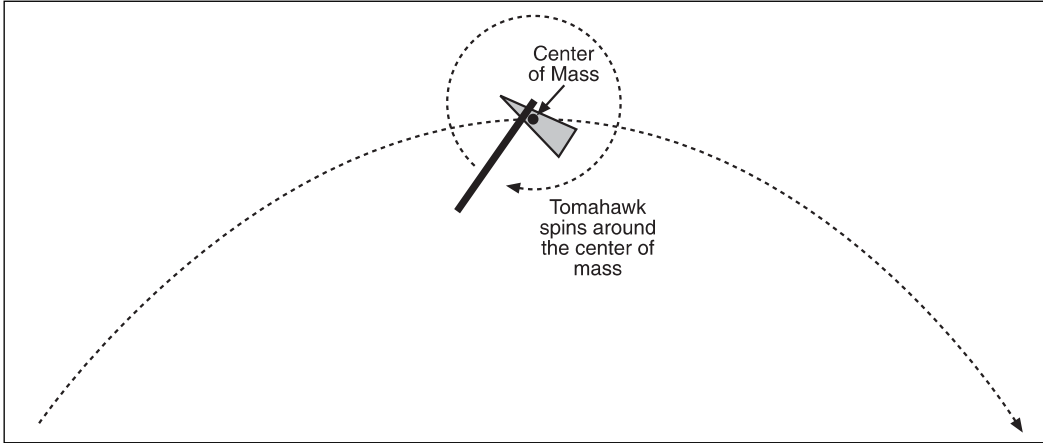 Center
of Mass
Tomahawk
spins around
the center of
mass